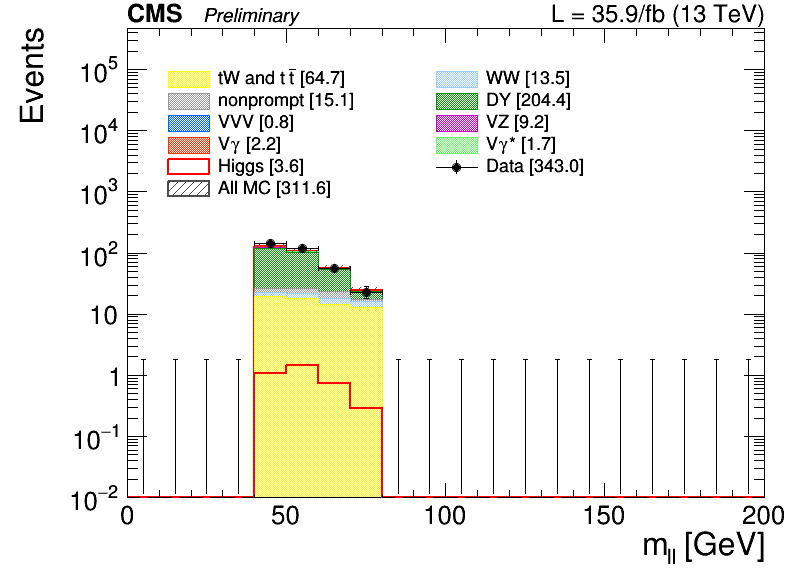 CMS Preliminary L = 35.9/fb (13 TeV)
Events
10⁵
10⁴
10³
10²
10
1
10⁻¹
10⁻²
tW and t t̅ [64.7]
nonprompt [15.1]
VVV [0.8]
Vγ [2.2]
Higgs [3.6]
All MC [311.6]
WW [13.5]
DY [204.4]
VZ [9.2]
Vγ* [1.7]
Data [343.0]
0 50 100 150 200
m_ll [GeV]